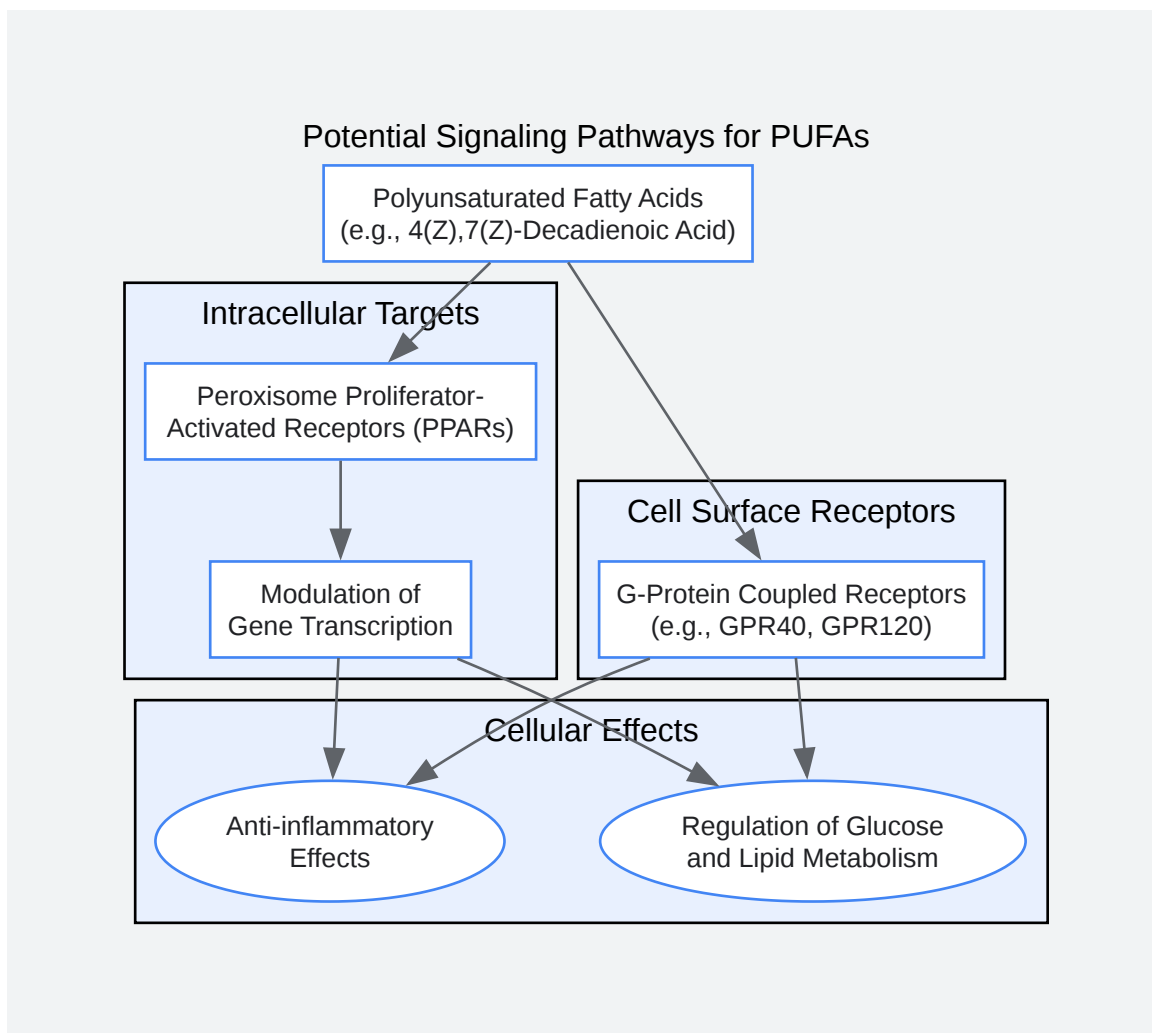 Potential Signaling Pathways for PUFAs
Polyunsaturated Fatty Acids
(e.g., 4(Z),7(Z)-Decadienoic Acid)
Intracellular Targets
Peroxisome Proliferator-
Activated Receptors (PPARs)
Cell Surface Receptors
Modulation of
Gene Transcription
G-Protein Coupled Receptors
(e.g., GPR40, GPR120)
Cellular Effects
Anti-inflammatory
Effects
Regulation of Glucose
and Lipid Metabolism